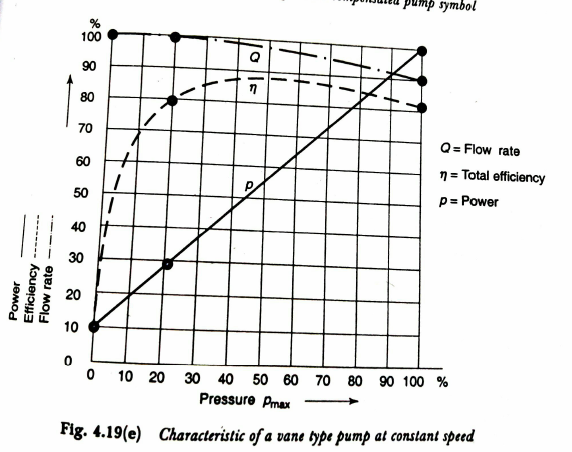 pump symbol
%
100
90
80
70
60
50
40
30
20
10
0
Q
η
p
Q = Flow rate
η = Total efficiency
p = Power
Power
Efficiency
Flow rate
0 10 20 30 40 50 60 70 80 90 100 %
Pressure pmax
Fig. 4.19(e) Characteristic of a vane type pump at constant speed